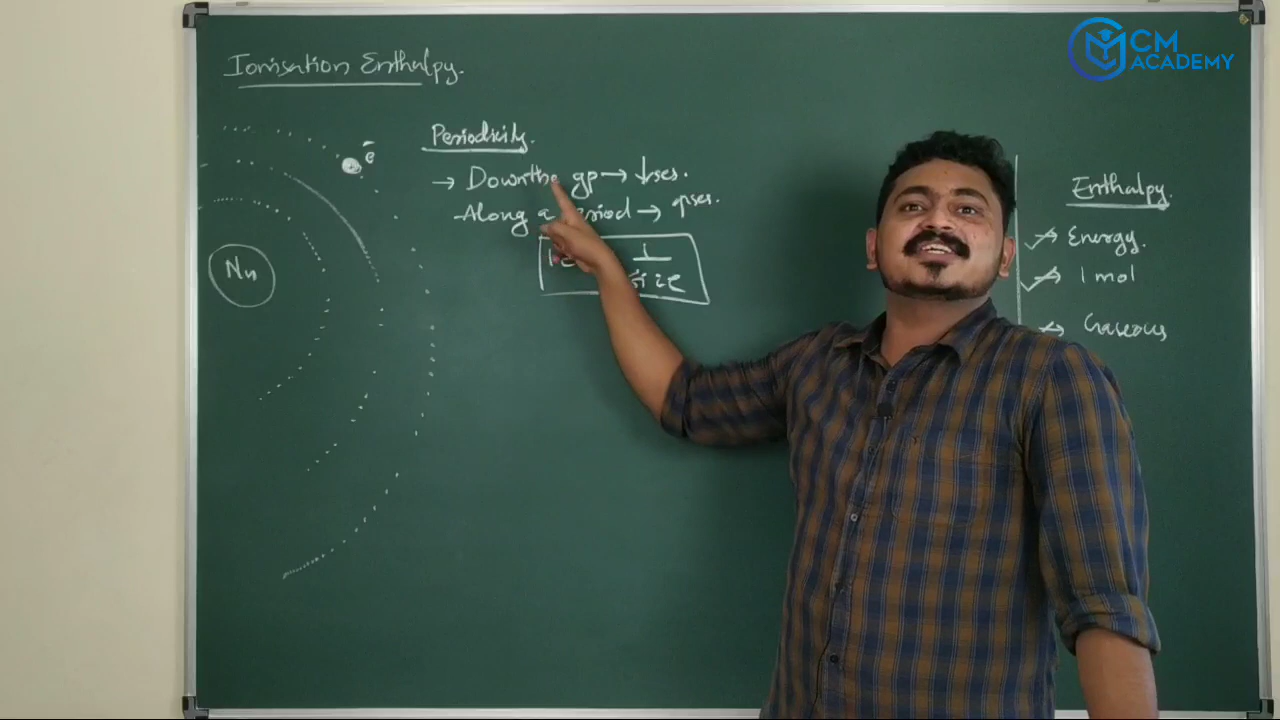 Ionisation Enthalpy.
Periodicity.
→ Down the gp → ↓ses.
Along a period → ↑ses.
1
size
e⁻
Nu
Enthalpy
→ Energy.
→ 1 mol
→ Gaseous
CM
ACADEMY